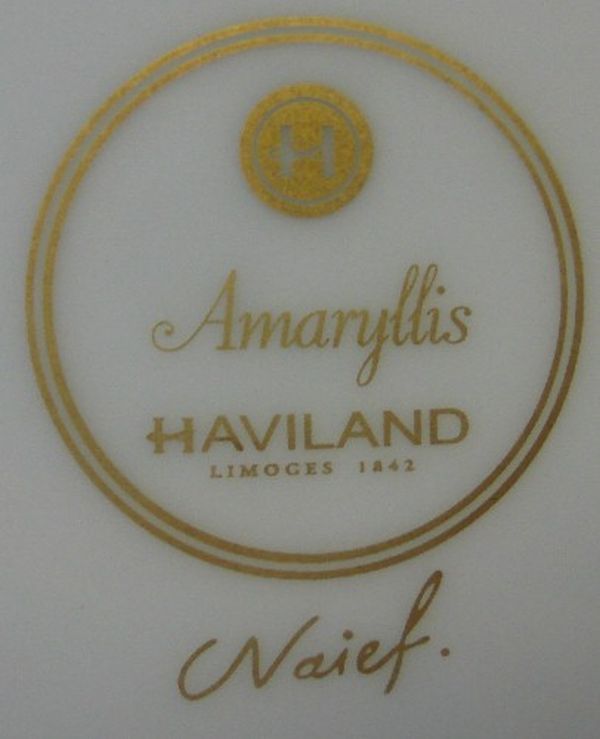 H
Amaryllis
HAVILAND
LIMOGES 1842
Naief.